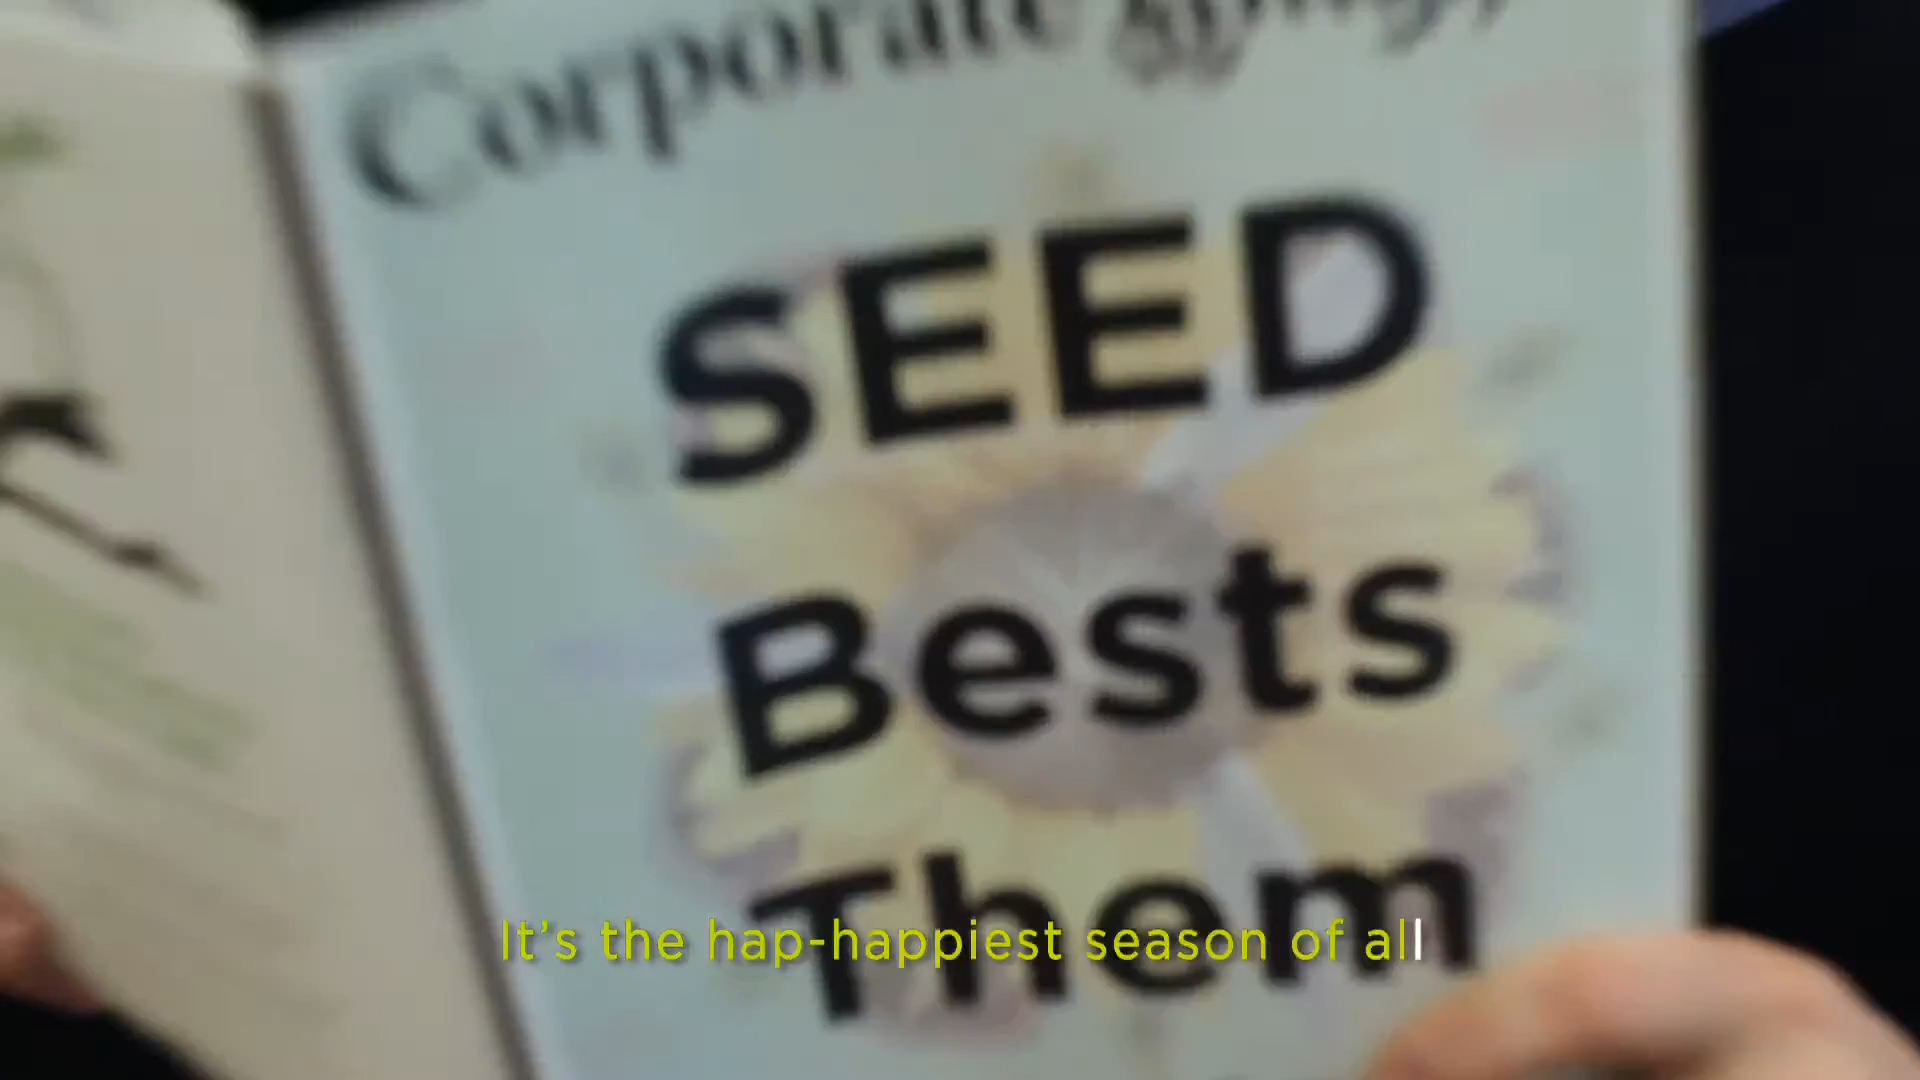 Corporate
SEED
Bests
Them
It's the hap-happiest season of all